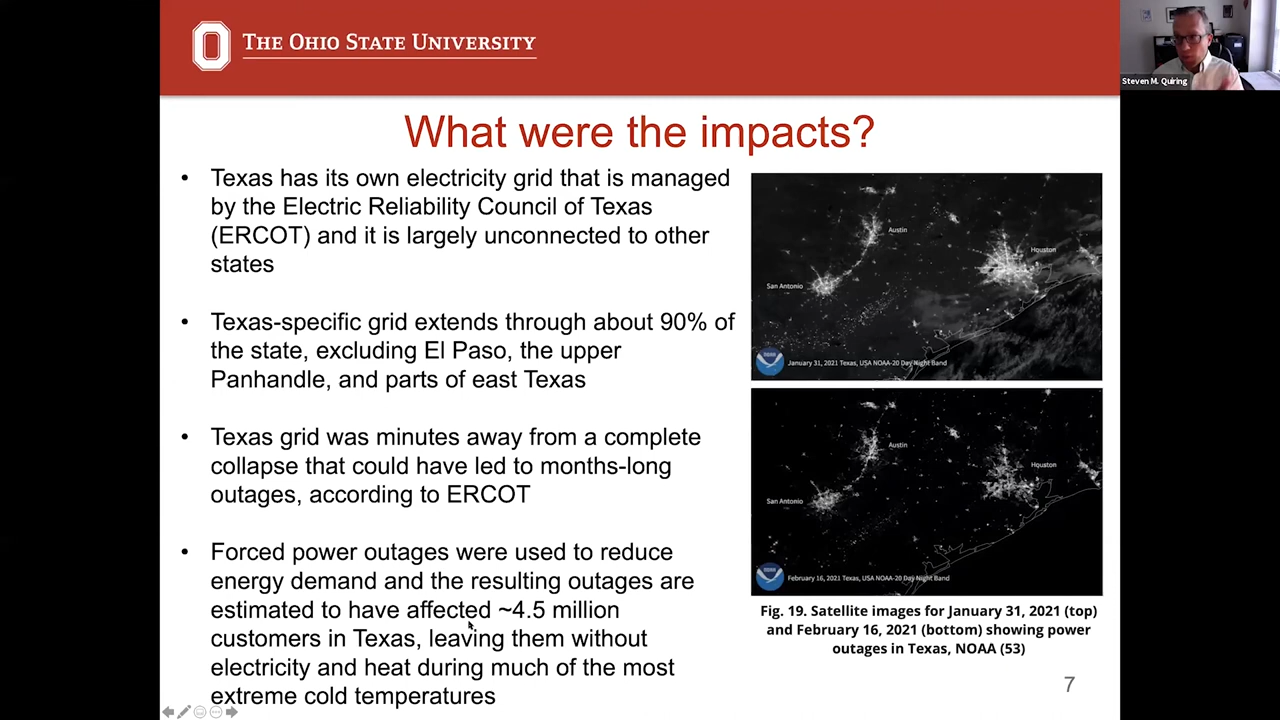 THE OHIO STATE UNIVERSITY
Steven M. Quiring
What were the impacts?
• Texas has its own electricity grid that is managed
by the Electric Reliability Council of Texas
(ERCOT) and it is largely unconnected to other
states
• Texas-specific grid extends through about 90% of
the state, excluding El Paso, the upper
Panhandle, and parts of east Texas
• Texas grid was minutes away from a complete
collapse that could have led to months-long
outages, according to ERCOT
• Forced power outages were used to reduce
energy demand and the resulting outages are
estimated to have affected ~4.5 million
customers in Texas, leaving them without
electricity and heat during much of the most
extreme cold temperatures
Austin
Houston
San Antonio
January 31, 2021 Texas, USA NOAA-20 Day Night Band
Austin
Houston
San Antonio
February 16, 2021 Texas, USA NOAA-20 Day Night Band
Fig. 19. Satellite images for January 31, 2021 (top)
and February 16, 2021 (bottom) showing power
outages in Texas, NOAA (53)
7